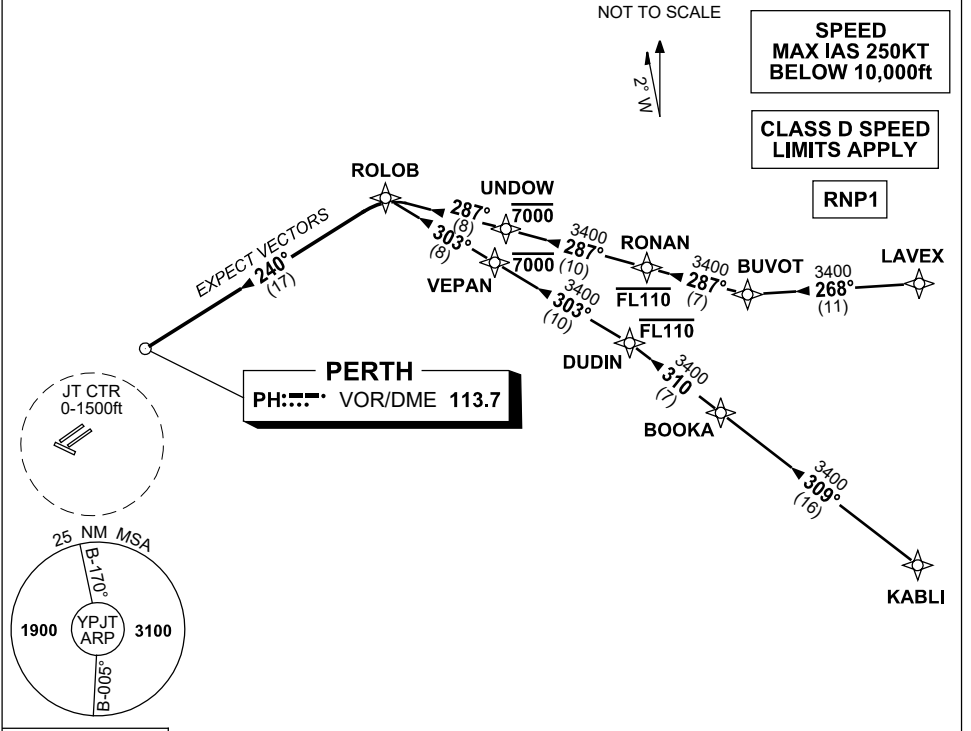 NOT TO SCALE
2° W
SPEED
MAX IAS 250KT
BELOW 10,000ft
CLASS D SPEED
LIMITS APPLY
RNP1
ROLOB
UNDOW
7000
287°
(8)
303°
(8)
VEPAN
7000
3400
287°
(10)
RONAN
FL110
3400
287°
(7)
BUVOT
3400
268°
(11)
LAVEX
EXPECT VECTORS
240°
(17)
3400
303°
(10)
FL110
DUDIN
3400
310
(7)
BOOKA
3400
309°
(16)
KABLI
PERTH
PH VOR/DME 113.7
JT CTR
0-1500ft
25 NM MSA
B-170°
1900
YPJT
ARP
3100
B-005°